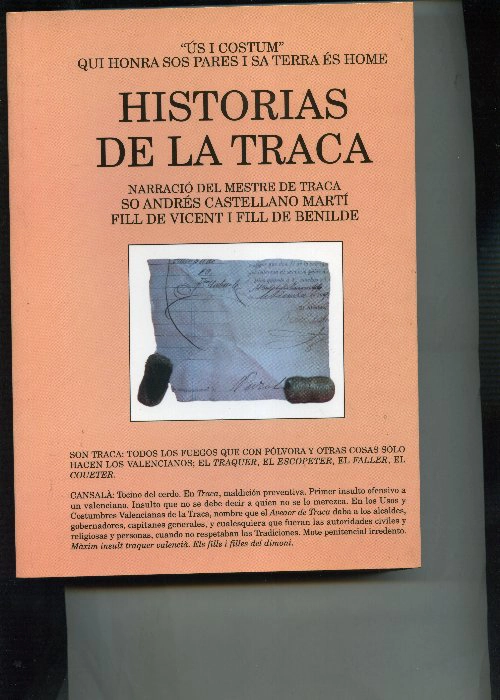 "ÚS I COSTUM"
QUI HONRA SOS PARES I SA TERRA ÉS HOME
HISTORIAS
DE LA TRACA
NARRACIÓ DEL MESTRE DE TRACA
SO ANDRÉS CASTELLANO MARTÍ
FILL DE VICENT I FILL DE BENILDE
SON TRACA: TODOS LOS FUEGOS QUE CON PÓLVORA Y OTRAS COSAS SOLO
HACEN LOS VALENCIANOS; EL TRAQUER, EL ESCOPETER, EL FALLER, EL
COUETER.
CANSALÀ: Tocino del cerdo. En Traca, maldición preventiva. Primer insulto ofensivo a
un valenciano. Insulto que no se debe decir a quien no se lo merezca. En los Usos y
Costumbres Valencianas de la Traca, nombre que el Aueor de Traca daba a los alcaldes,
gobernadores, capitanes generales, y cualesquiera que fueran las autoridades civiles y
religiosas y personas, cuando no respetaban las Tradiciones. Mote penitencial irredento.
Màxim insult traquer valencià. Els fills i filles del dimoni.